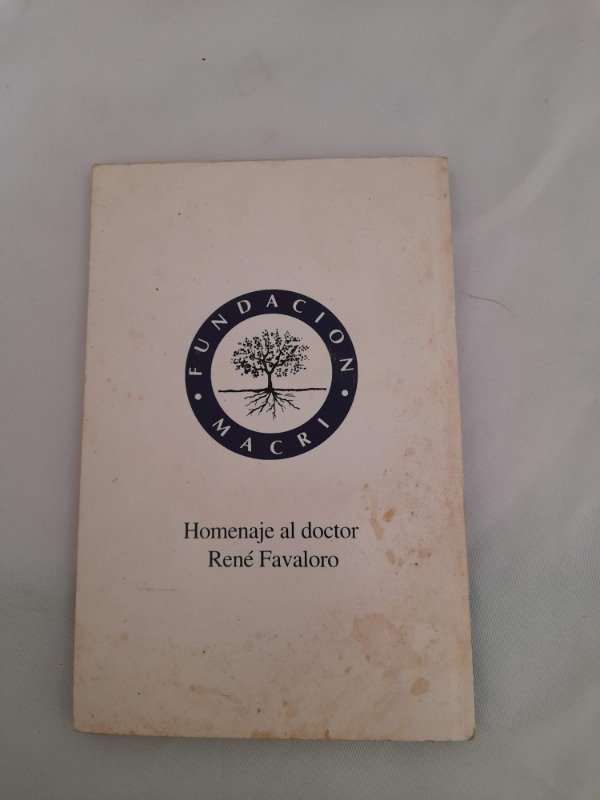 FUNDACION
MACRI
Homenaje al doctor
René Favaloro